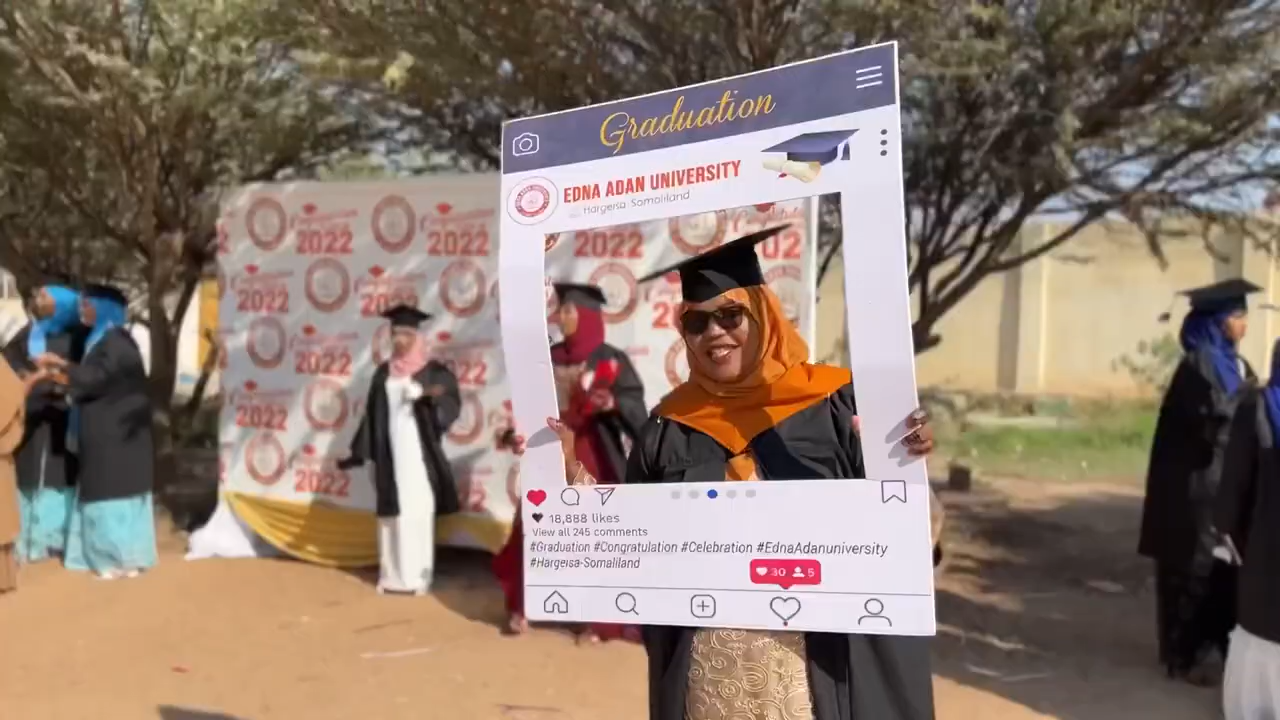 Graduation
EDNA ADAN UNIVERSITY
Hargeisa-Somaliland
2022
2022
2022
2022
2022
2022
2022
2022
18,888 likes
View all 245 comments
#Graduation #Congratulation #Celebration #EdnaAdanuniversity
#Hargeisa-Somaliland
30 5